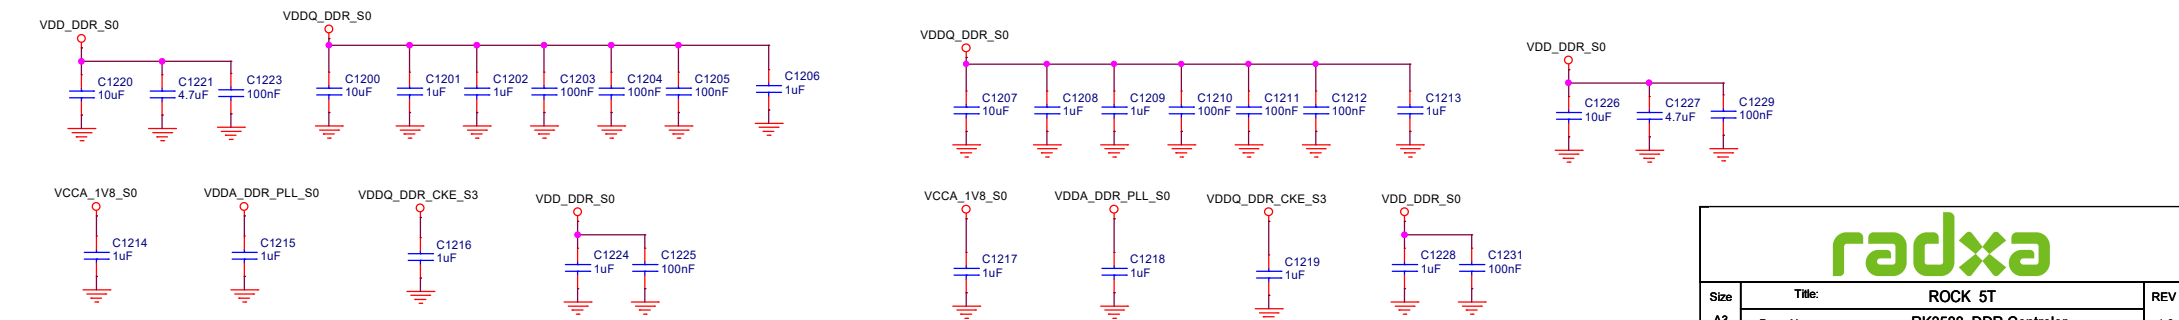 VDD_DDR_S0
C1220
10uF
C1221
4.7uF
C1223
100nF
VDDQ_DDR_S0
C1200
10uF
C1201
1uF
C1202
1uF
C1203
100nF
C1204
100nF
C1205
100nF
C1206
1uF
VDDQ_DDR_S0
C1207
10uF
C1208
1uF
C1209
1uF
C1210
100nF
C1211
100nF
C1212
100nF
C1213
1uF
VDD_DDR_S0
C1226
10uF
C1227
4.7uF
C1229
100nF
VCCA_1V8_S0
C1214
1uF
VDDA_DDR_PLL_S0
C1215
1uF
VDDQ_DDR_CKE_S3
C1216
1uF
VDD_DDR_S0
C1224
1uF
C1225
100nF
VCCA_1V8_S0
C1217
1uF
VDDA_DDR_PLL_S0
C1218
1uF
VDDQ_DDR_CKE_S3
C1219
1uF
VDD_DDR_S0
C1228
1uF
C1231
100nF
radxa
Size
Title:
ROCK 5T
REV
A3